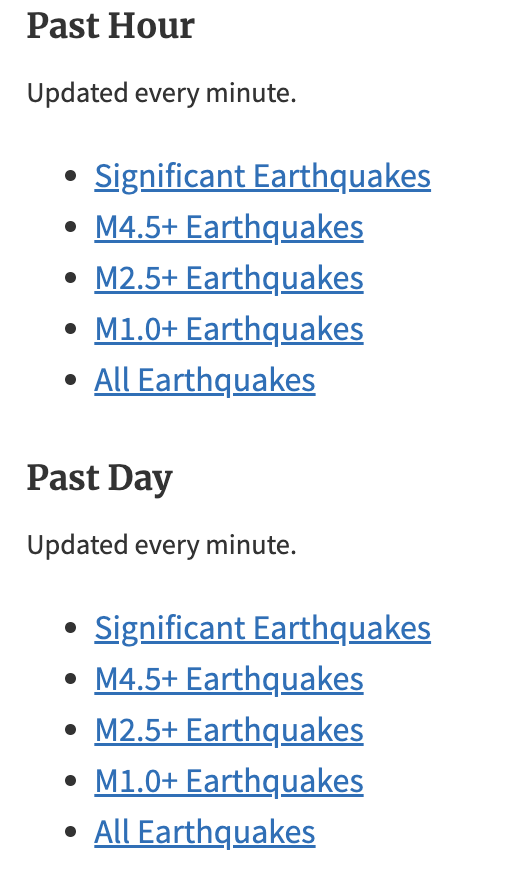 Past Hour
Updated every minute.
Significant Earthquakes
M4.5+ Earthquakes
M2.5+ Earthquakes
M1.0+ Earthquakes
All Earthquakes
Past Day
Updated every minute.
Significant Earthquakes
M4.5+ Earthquakes
M2.5+ Earthquakes
M1.0+ Earthquakes
All Earthquakes